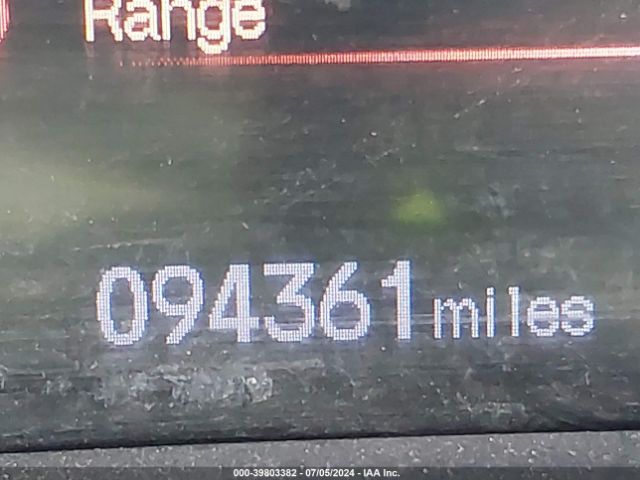 Range
094361 miles
000-39803382 - 07/05/2024 - IAA Inc.